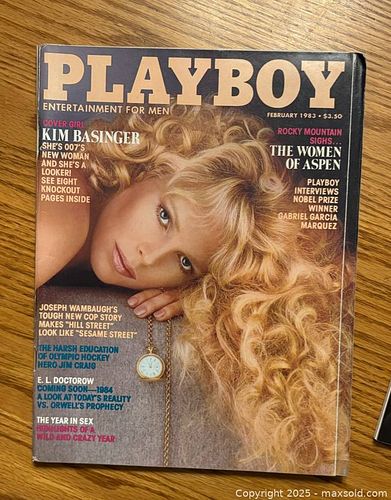 PLAYBOY
ENTERTAINMENT FOR MEN
FEBRUARY 1983 • $3.50
COVER GIRL
KIM BASINGER
SHE'S 007'S
NEW WOMAN
AND SHE'S A
LOOKER!
SEE EIGHT
KNOCKOUT
PAGES INSIDE
ROCKY MOUNTAIN
SIGHS...
THE WOMEN
OF ASPEN
PLAYBOY
INTERVIEWS
NOBEL PRIZE
WINNER
GABRIEL GARCIA
MARQUEZ
JOSEPH WAMBAUGH'S
TOUGH NEW COP STORY
MAKES "HILL STREET"
LOOK LIKE "SESAME STREET"
THE HARSH EDUCATION
OF OLYMPIC HOCKEY
HERO JIM CRAIG
E. L. DOCTOROW
COMING SOON—1984
A LOOK AT TODAY'S REALITY
VS. ORWELL'S PROPHECY
THE YEAR IN SEX
HIGHLIGHTS OF A
WILD AND CRAZY YEAR
Copyright © 2025 - maxsold.com